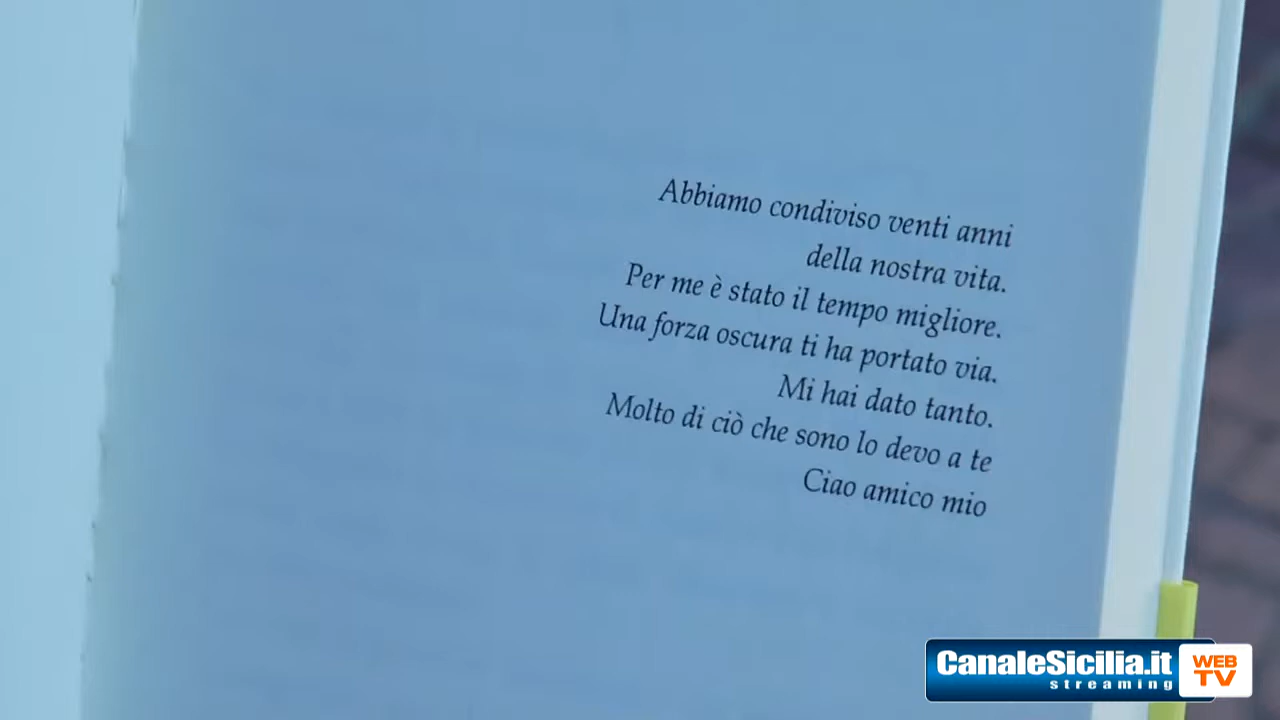 Abbiamo condiviso venti anni
della nostra vita.
Per me è stato il tempo migliore.
Una forza oscura ti ha portato via.
Mi hai dato tanto.
Molto di ciò che sono lo devo a te
Ciao amico mio
CanaleSicilia.it
streaming
WEB
TV